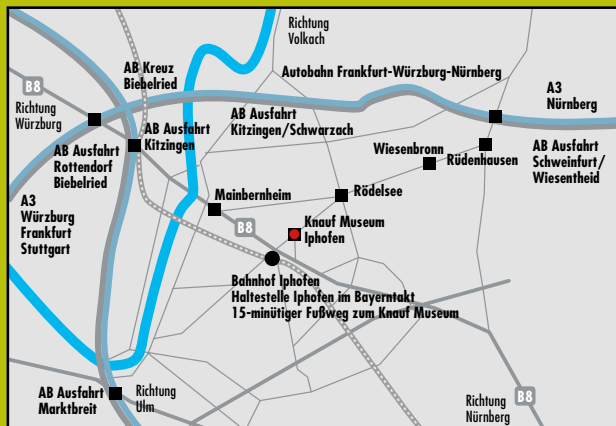 Richtung
Volkach
B8
AB Kreuz
Biebelried
Autobahn Frankfurt-Würzburg-Nürnberg
A3
Nürnberg
Richtung
Würzburg
AB Ausfahrt
Kitzingen
AB Ausfahrt
Kitzingen/Schwarzach
AB Ausfahrt
Rottendorf
Biebelried
Wiesenbronn
Rüdenhausen
AB Ausfahrt
Schweinfurt/
Wiesentheid
A3
Würzburg
Frankfurt
Stuttgart
Mainbernheim
Rödelsee
B8
Knauf Museum
Iphofen
Bahnhof Iphofen
Haltestelle Iphofen im Bayerntakt
15-minütiger Fußweg zum Knauf Museum
AB Ausfahrt
Marktbreit
Richtung
Ulm
B8
Richtung
Nürnberg